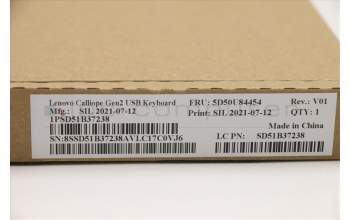 Lenovo Calliope Gen2 USB Keyboard FRU: 5D50U84454 Rev.: V01
Mfg.: SIL 2021-07-12 Print: SIL 2021-07-12 QTY: 1
1PSD51B37238 Made in China
SN:8SSD51B37238AVLC17C0VJ6 LC PN: SD51B37238